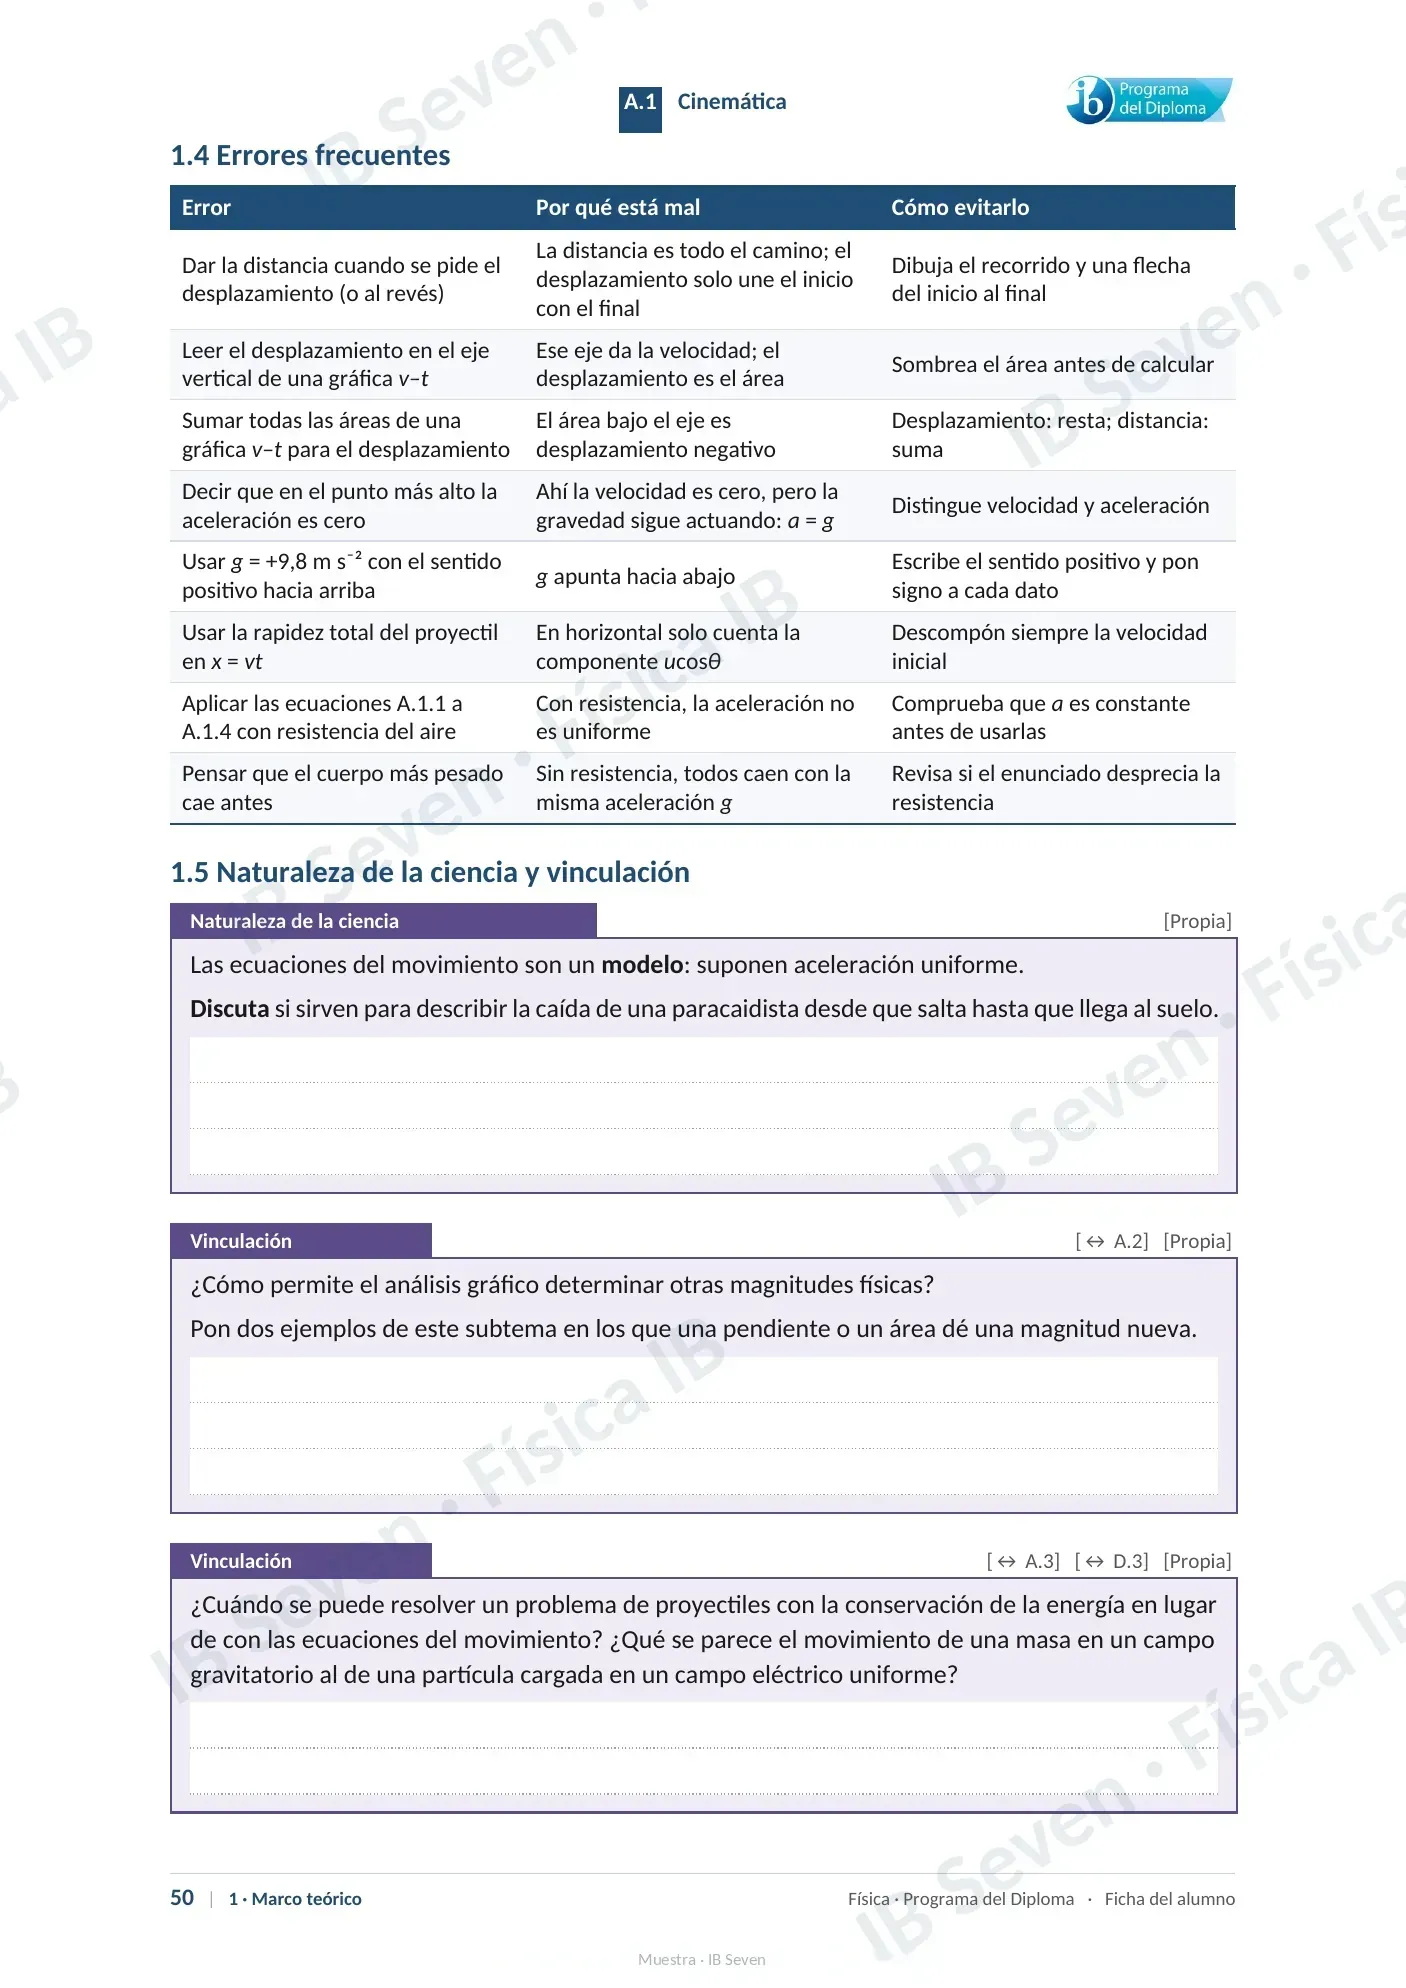 A.1 Cinemática
Programa
del Diploma
1.4 Errores frecuentes
Error Por qué está mal Cómo evitarlo
Dar la distancia cuando se pide el
desplazamiento (o al revés)
La distancia es todo el camino; el
desplazamiento solo une el inicio
con el final
Dibuja el recorrido y una flecha
del inicio al final
Leer el desplazamiento en el eje
vertical de una gráfica v–t
Ese eje da la velocidad; el
desplazamiento es el área
Sombrea el área antes de calcular
Sumar todas las áreas de una
gráfica v–t para el desplazamiento
El área bajo el eje es
desplazamiento negativo
Desplazamiento: resta; distancia:
suma
Decir que en el punto más alto la
aceleración es cero
Ahí la velocidad es cero, pero la
gravedad sigue actuando: a = g
Distingue velocidad y aceleración
Usar g = +9,8 m s⁻² con el sentido
positivo hacia arriba
g apunta hacia abajo
Escribe el sentido positivo y pon
signo a cada dato
Usar la rapidez total del proyectil
en x = vt
En horizontal solo cuenta la
componente ucosθ
Descompón siempre la velocidad
inicial
Aplicar las ecuaciones A.1.1 a
A.1.4 con resistencia del aire
Con resistencia, la aceleración no
es uniforme
Comprueba que a es constante
antes de usarlas
Pensar que el cuerpo más pesado
cae antes
Sin resistencia, todos caen con la
misma aceleración g
Revisa si el enunciado desprecia la
resistencia
1.5 Naturaleza de la ciencia y vinculación
Naturaleza de la ciencia [Propia]
Las ecuaciones del movimiento son un modelo: suponen aceleración uniforme.
Discuta si sirven para describir la caída de una paracaidista desde que salta hasta que llega al suelo.
Vinculación [↔ A.2] [Propia]
¿Cómo permite el análisis gráfico determinar otras magnitudes físicas?
Pon dos ejemplos de este subtema en los que una pendiente o un área dé una magnitud nueva.
Vinculación [↔ A.3] [↔ D.3] [Propia]
¿Cuándo se puede resolver un problema de proyectiles con la conservación de la energía en lugar
de con las ecuaciones del movimiento? ¿Qué se parece el movimiento de una masa en un campo
gravitatorio al de una partícula cargada en un campo eléctrico uniforme?
50 | 1 · Marco teórico Física · Programa del Diploma · Ficha del alumno
Muestra · IB Seven
IB Seven · Física IB